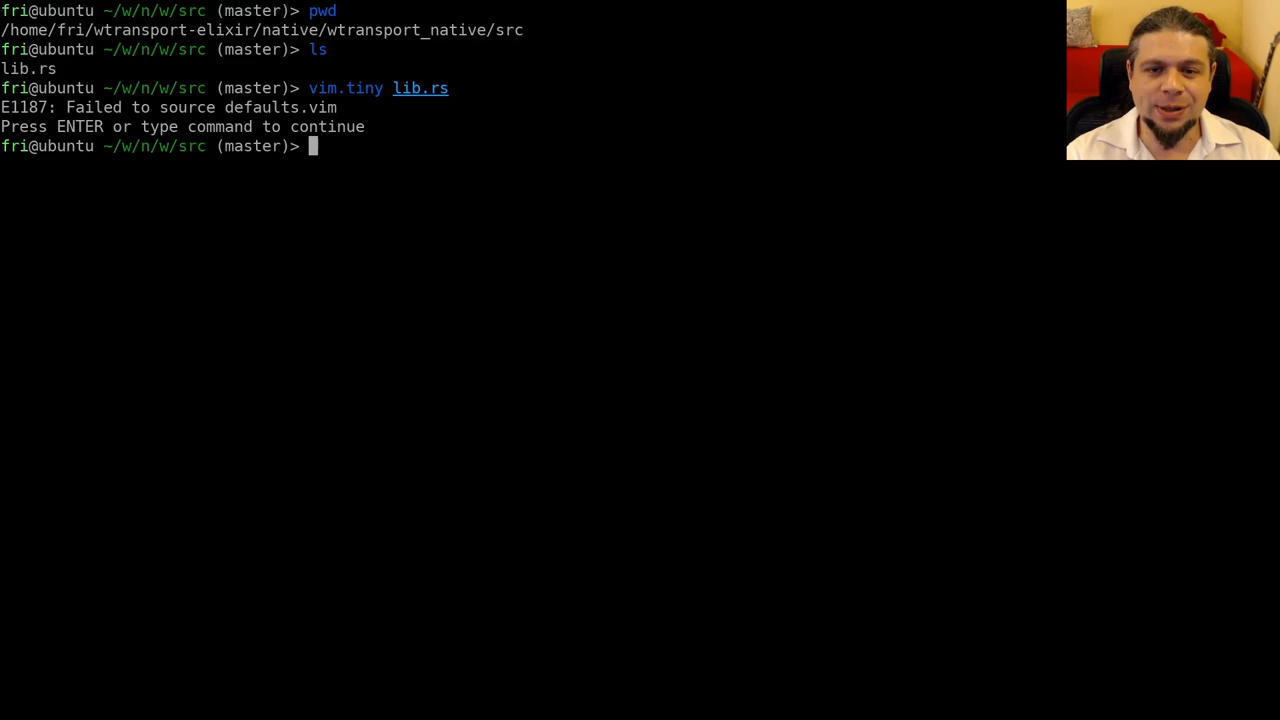 fri@ubuntu ~/w/n/w/src (master)> pwd
/home/fri/wtransport-elixir/native/wtransport_native/src
fri@ubuntu ~/w/n/w/src (master)> ls
lib.rs
fri@ubuntu ~/w/n/w/src (master)> vim.tiny lib.rs
E1187: Failed to source defaults.vim
Press ENTER or type command to continue
fri@ubuntu ~/w/n/w/src (master)>